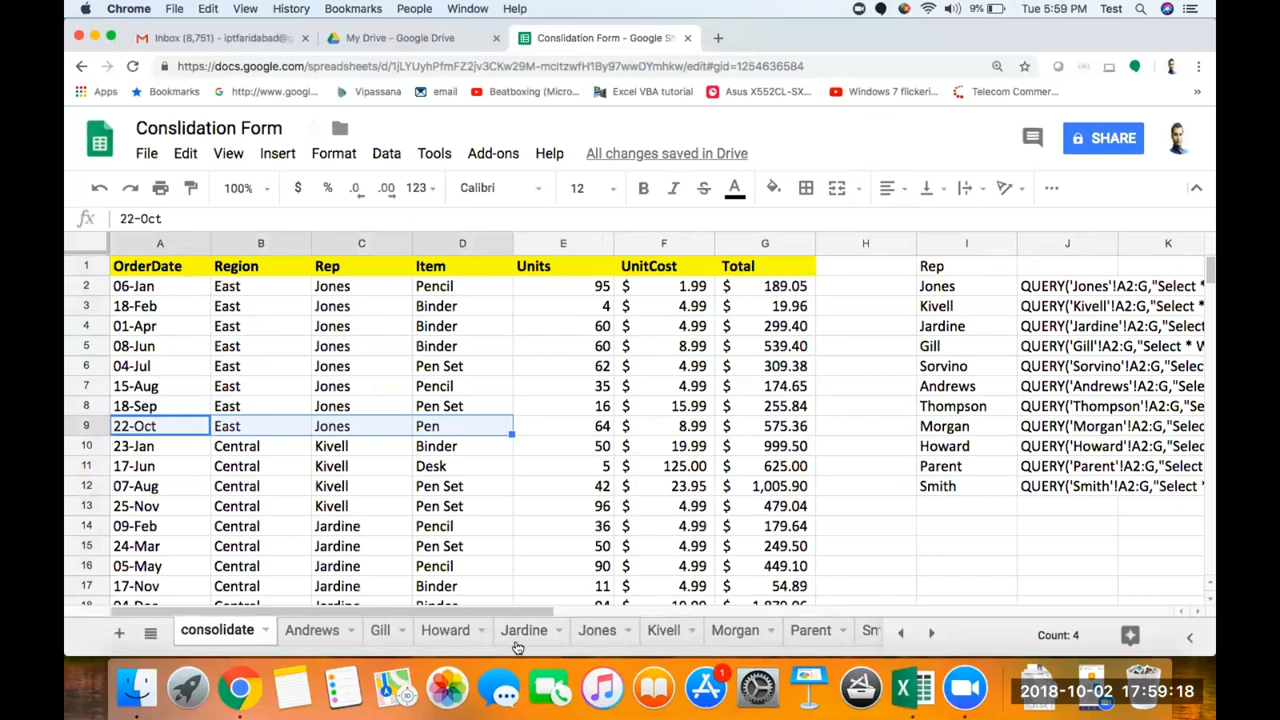 Chrome File Edit View History Bookmarks People Window Help 9% Tue 5:59 PM Test
Inbox (8,751) - iptfaridabad@g My Drive - Google Drive Conslidation Form - Google Sh
https://docs.google.com/spreadsheets/d/1jLYUyhPfmFZ2jv3CKw29M-mcitzwfH1By97wwDYmhkw/edit#gid=1254636584
Apps Bookmarks http://www.googl... Vipassana email Beatboxing (Micro... Excel VBA tutorial Asus X552CL-SX... Windows 7 flickeri... Telecom Commer... »
Conslidation Form
SHARE
File Edit View Insert Format Data Tools Add-ons Help All changes saved in Drive
100% $ % .0 .00 123 Calibri 12 B I S A
fx 22-Oct
A B C D E F G H I J K
1 OrderDate Region Rep Item Units UnitCost Total Rep
2 06-Jan East Jones Pencil 95 $ 1.99 $ 189.05 Jones QUERY('Jones'!A2:G,"Select *
3 18-Feb East Jones Binder 4 $ 4.99 $ 19.96 Kivell QUERY('Kivell'!A2:G,"Select *
4 01-Apr East Jones Binder 60 $ 4.99 $ 299.40 Jardine QUERY('Jardine'!A2:G,"Select
5 08-Jun East Jones Binder 60 $ 8.99 $ 539.40 Gill QUERY('Gill'!A2:G,"Select * W
6 04-Jul East Jones Pen Set 62 $ 4.99 $ 309.38 Sorvino QUERY('Sorvino'!A2:G,"Select
7 15-Aug East Jones Pencil 35 $ 4.99 $ 174.65 Andrews QUERY('Andrews'!A2:G,"Select
8 18-Sep East Jones Pen Set 16 $ 15.99 $ 255.84 Thompson QUERY('Thompson'!A2:G,"Select
9 22-Oct East Jones Pen 64 $ 8.99 $ 575.36 Morgan QUERY('Morgan'!A2:G,"Select
10 23-Jan Central Kivell Binder 50 $ 19.99 $ 999.50 Howard QUERY('Howard'!A2:G,"Select
11 17-Jun Central Kivell Desk 5 $ 125.00 $ 625.00 Parent QUERY('Parent'!A2:G,"Select
12 07-Aug Central Kivell Pen Set 42 $ 23.95 $ 1,005.90 Smith QUERY('Smith'!A2:G,"Select *
13 25-Nov Central Kivell Pen Set 96 $ 4.99 $ 479.04
14 09-Feb Central Jardine Pencil 36 $ 4.99 $ 179.64
15 24-Mar Central Jardine Pen Set 50 $ 4.99 $ 249.50
16 05-May Central Jardine Pencil 90 $ 4.99 $ 449.10
17 17-Nov Central Jardine Binder 11 $ 4.99 $ 54.89
consolidate Andrews Gill Howard Jardine Jones Kivell Morgan Parent Sm Count: 4
1
2018-10-02 17:59:18